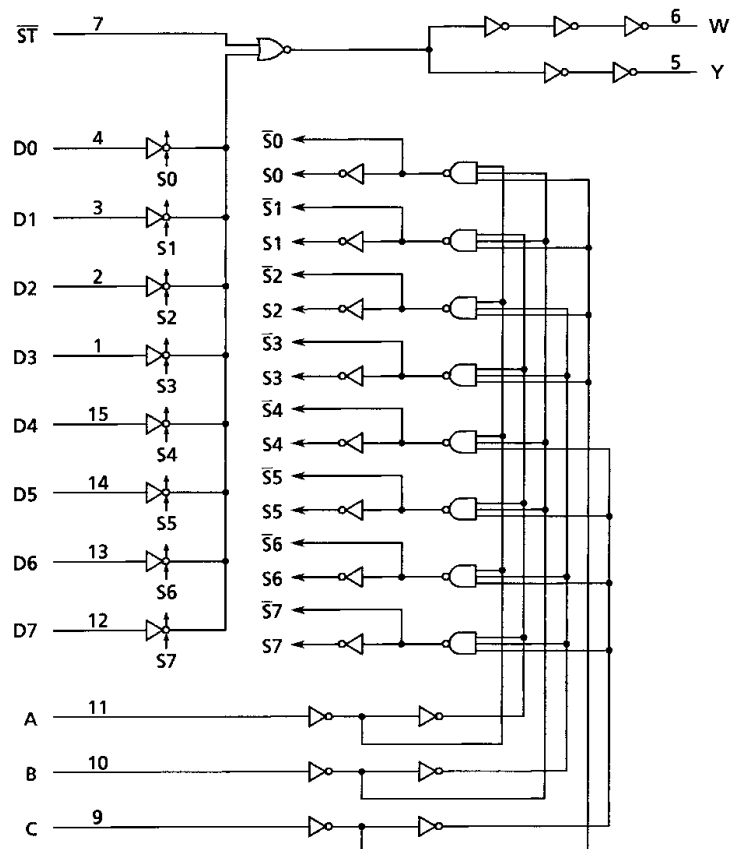 S̅T̅ 7
6 W
5 Y
D0 4
S0
D1 3
S1
D2 2
S2
D3 1
S3
D4 15
S4
D5 14
S5
D6 13
S6
D7 12
S7
S̅0
S0
S̅1
S1
S̅2
S2
S̅3
S3
S̅4
S4
S̅5
S5
S̅6
S6
S̅7
S7
A 11
B 10
C 9